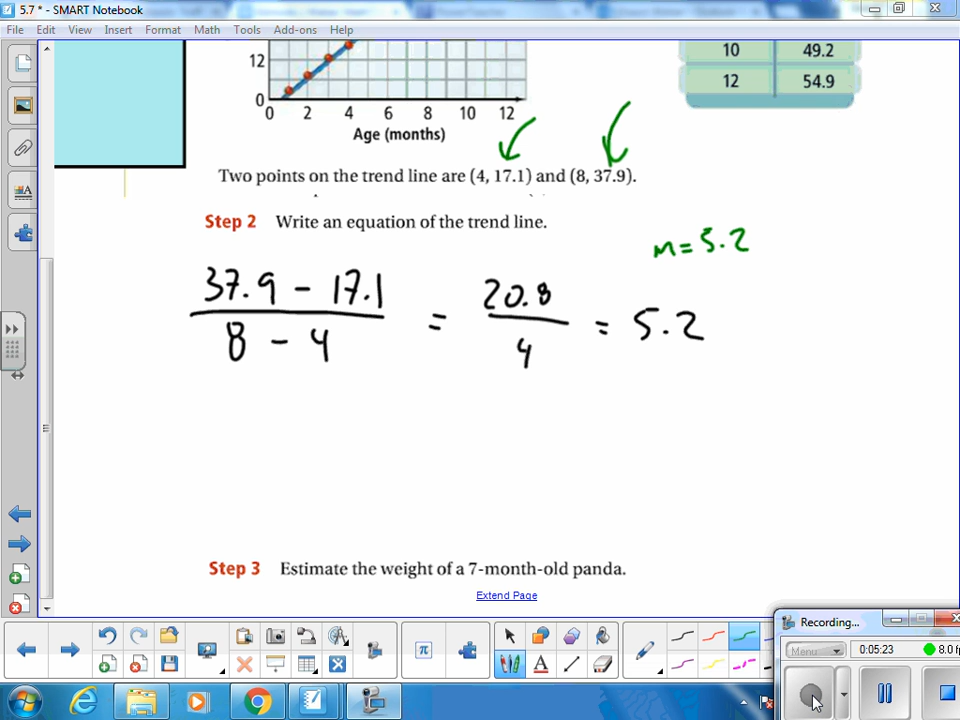 5.7 * - SMART Notebook
File Edit View Insert Format Math Tools Add-ons Help
12
0
0 2 4 6 8 10 12
Age (months)
10 49.2
12 54.9
Two points on the trend line are (4, 17.1) and (8, 37.9).
Step 2 Write an equation of the trend line.
m = 5.2
37.9 - 17.1
8 - 4
=
20.8
4
= 5.2
Step 3 Estimate the weight of a 7-month-old panda.
Extend Page
Recording...
Menu 0:05:23 8.0
π
A